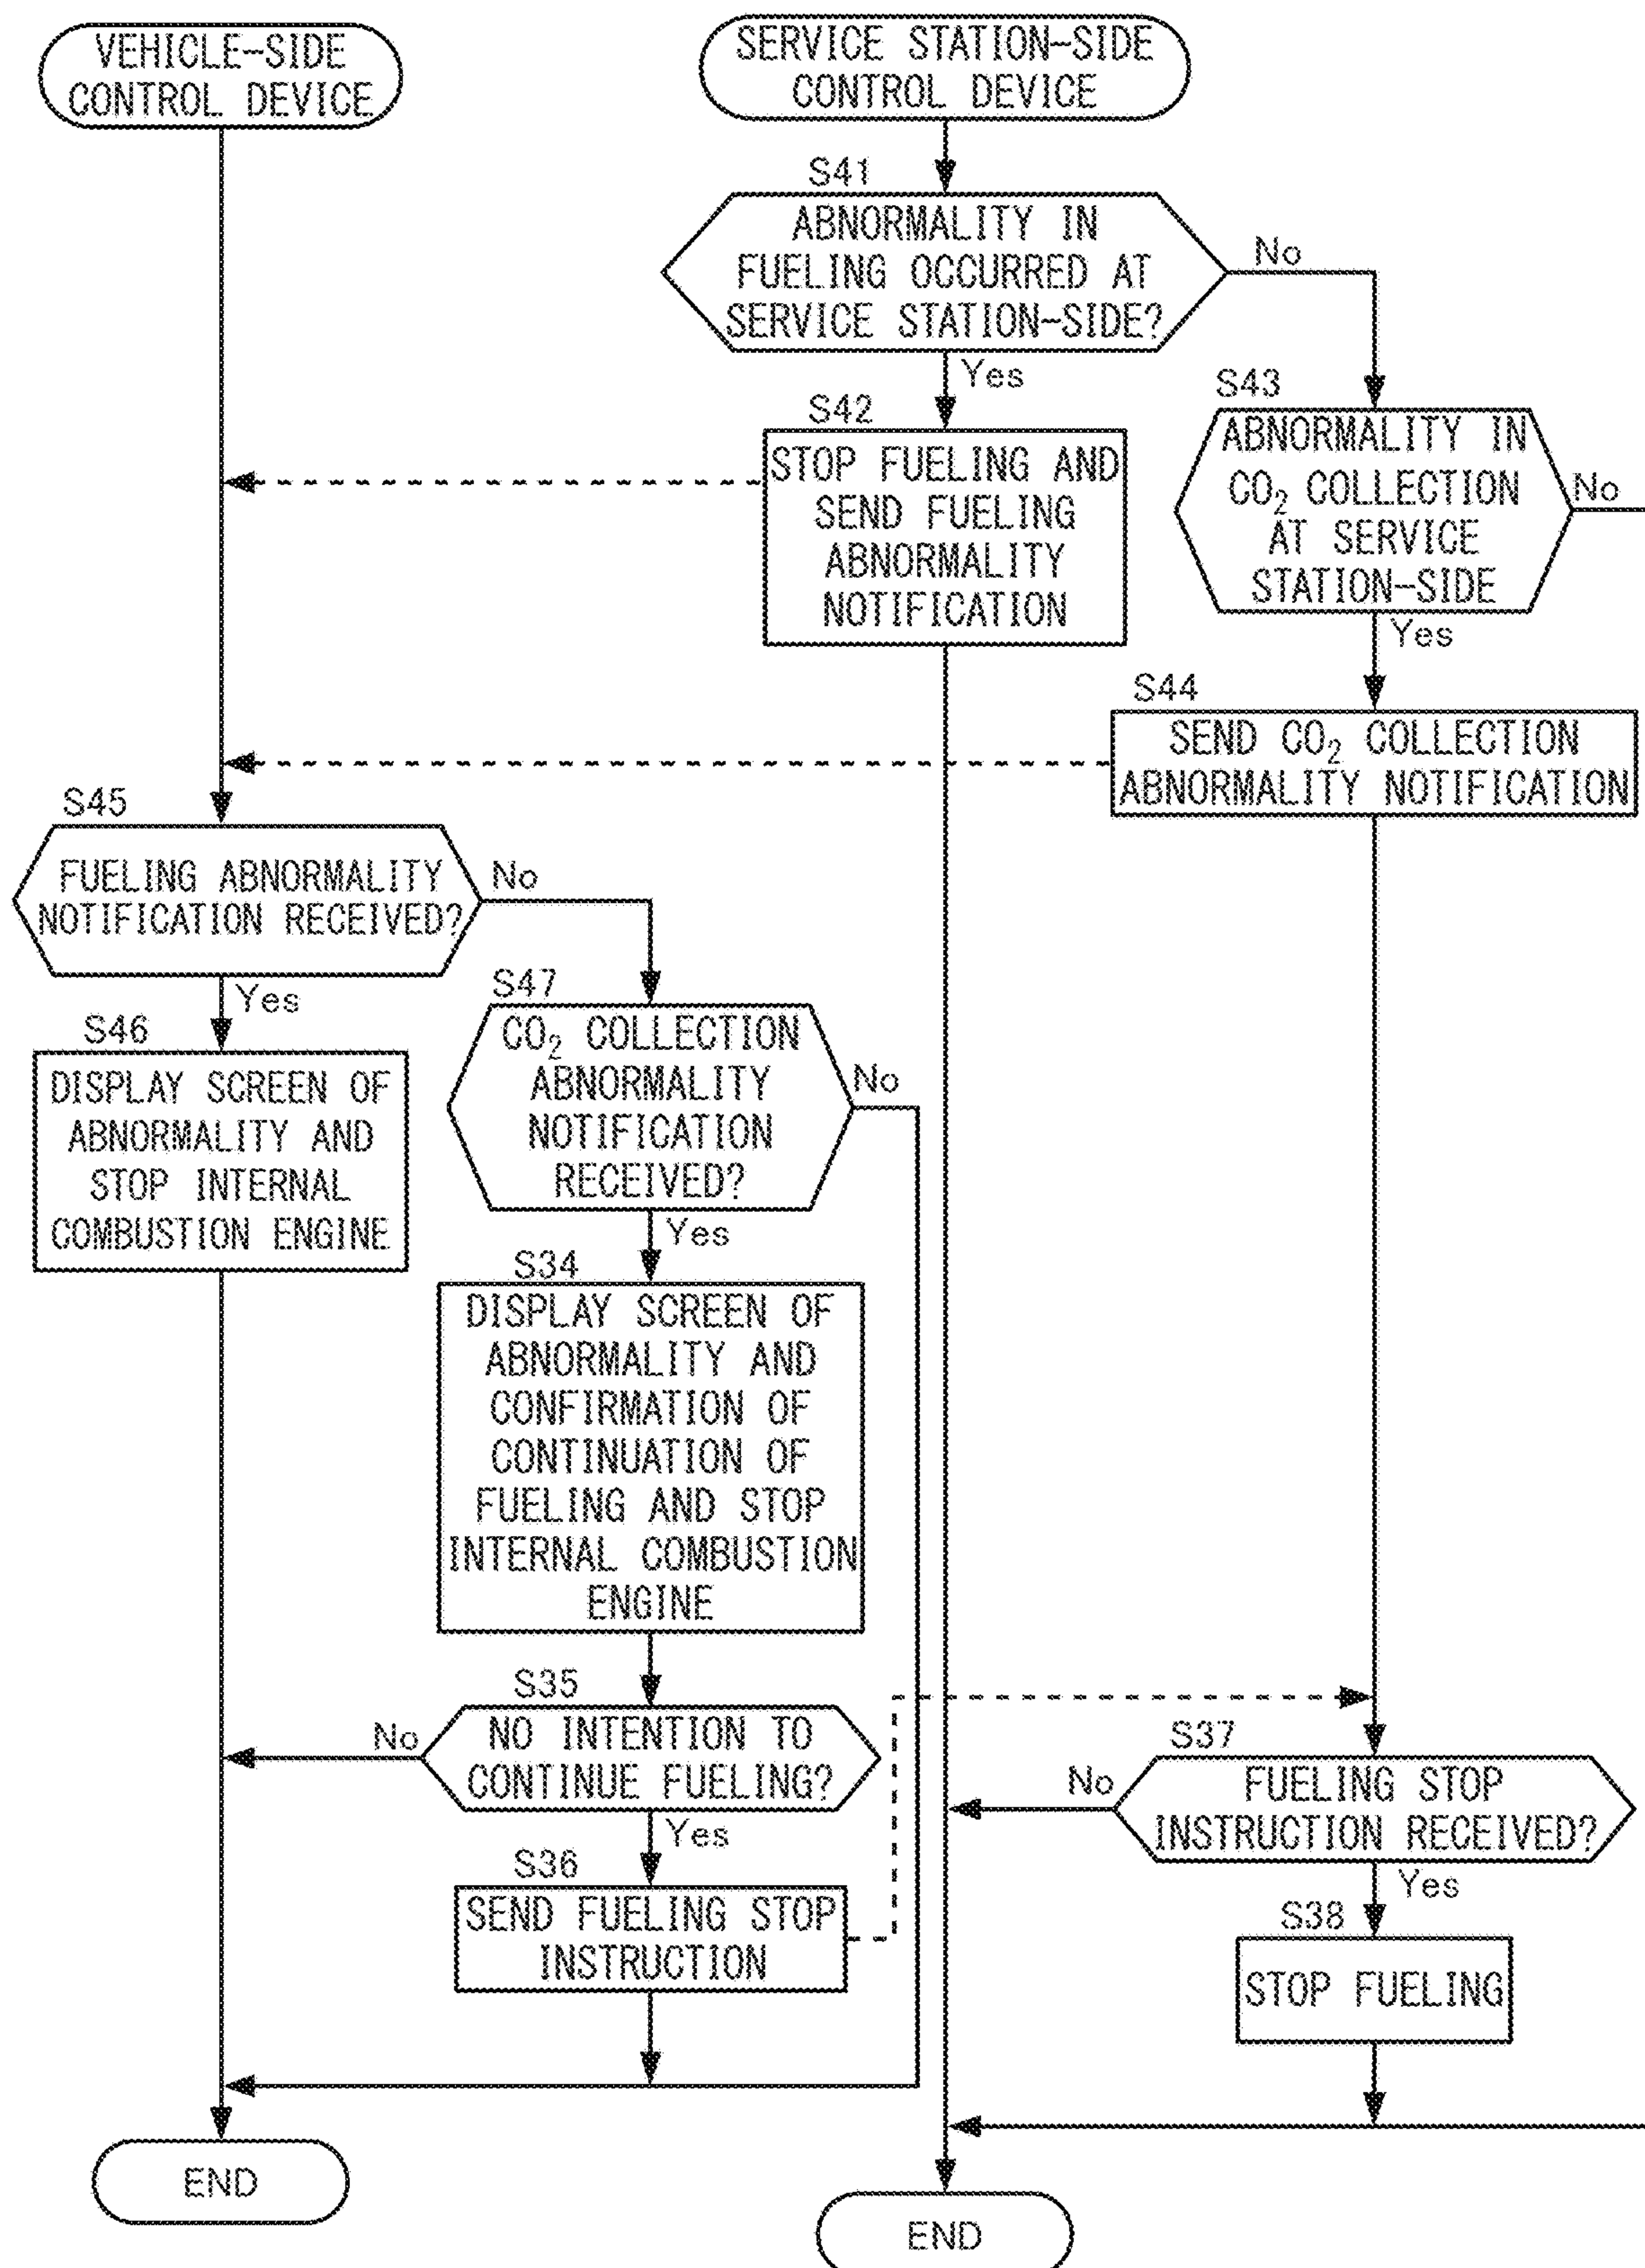 VEHICLE-SIDE
CONTROL DEVICE
SERVICE STATION-SIDE
CONTROL DEVICE
S41
ABNORMALITY IN
FUELING OCCURRED AT
SERVICE STATION-SIDE?
No
Yes
S42
STOP FUELING AND
SEND FUELING
ABNORMALITY
NOTIFICATION
S43
ABNORMALITY IN
CO₂ COLLECTION
AT SERVICE
STATION-SIDE
No
Yes
S44
SEND CO₂ COLLECTION
ABNORMALITY NOTIFICATION
S45
FUELING ABNORMALITY
NOTIFICATION RECEIVED?
No
Yes
S46
DISPLAY SCREEN OF
ABNORMALITY AND
STOP INTERNAL
COMBUSTION ENGINE
S47
CO₂ COLLECTION
ABNORMALITY
NOTIFICATION
RECEIVED?
No
Yes
S34
DISPLAY SCREEN OF
ABNORMALITY AND
CONFIRMATION OF
CONTINUATION OF
FUELING AND STOP
INTERNAL COMBUSTION
ENGINE
S35
NO INTENTION TO
CONTINUE FUELING?
No
Yes
S36
SEND FUELING STOP
INSTRUCTION
S37
FUELING STOP
INSTRUCTION RECEIVED?
No
Yes
S38
STOP FUELING
END
END